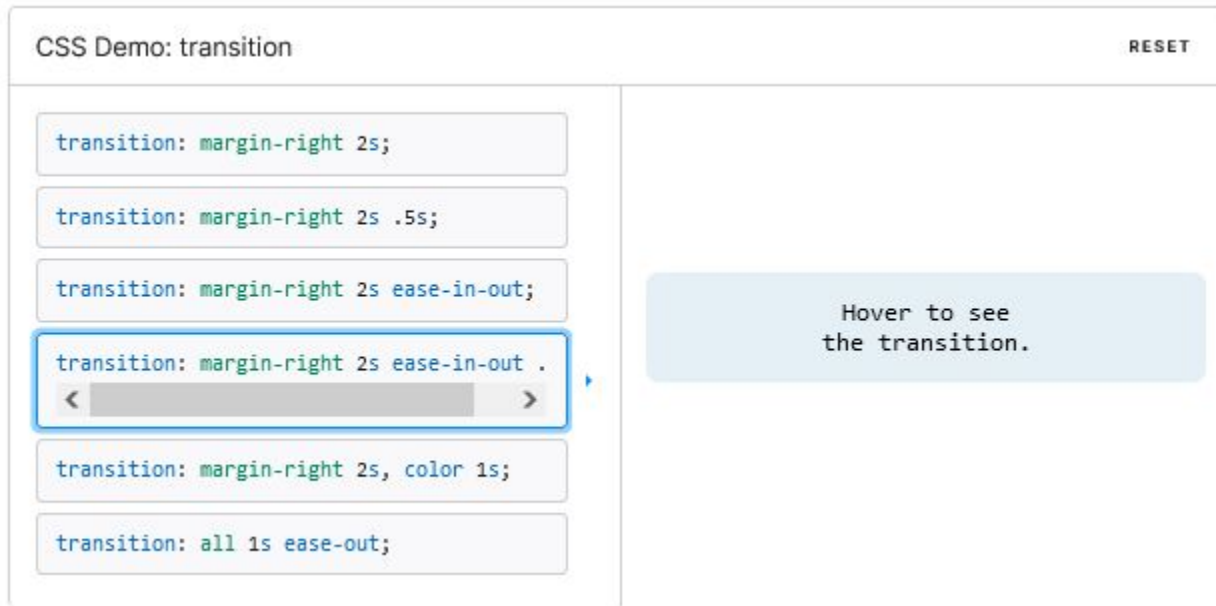 CSS Demo: transition
RESET
transition: margin-right 2s;
transition: margin-right 2s .5s;
transition: margin-right 2s ease-in-out;
transition: margin-right 2s ease-in-out .
transition: margin-right 2s, color 1s;
transition: all 1s ease-out;
Hover to see
the transition.